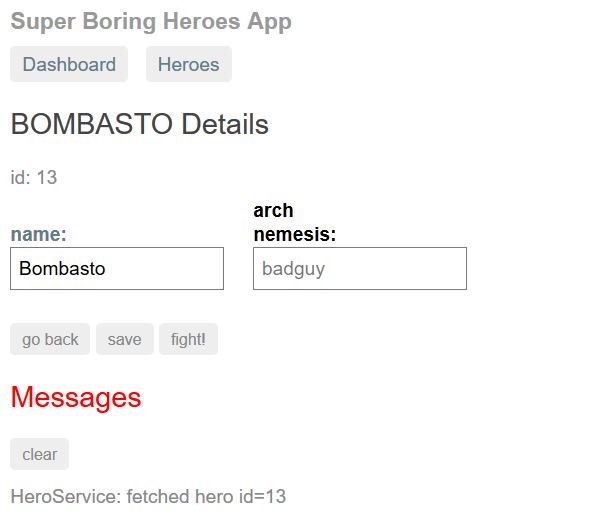 Super Boring Heroes App
Dashboard Heroes
BOMBASTO Details
id: 13
arch
name: nemesis:
Bombasto badguy
go back save fight!
Messages
clear
HeroService: fetched hero id=13